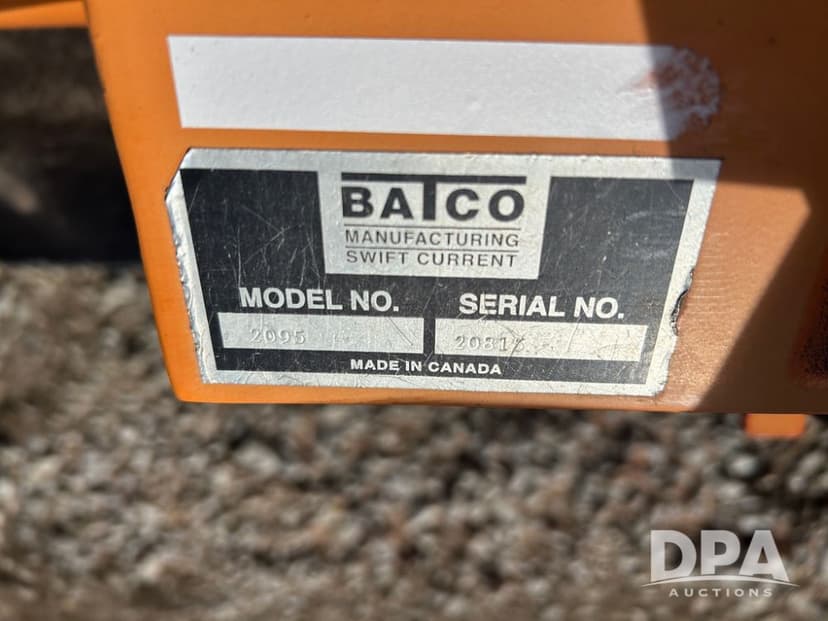 BATCO
MANUFACTURING
SWIFT CURRENT
MODEL NO. SERIAL NO.
2095
MADE IN CANADA
DPA
AUCTIONS